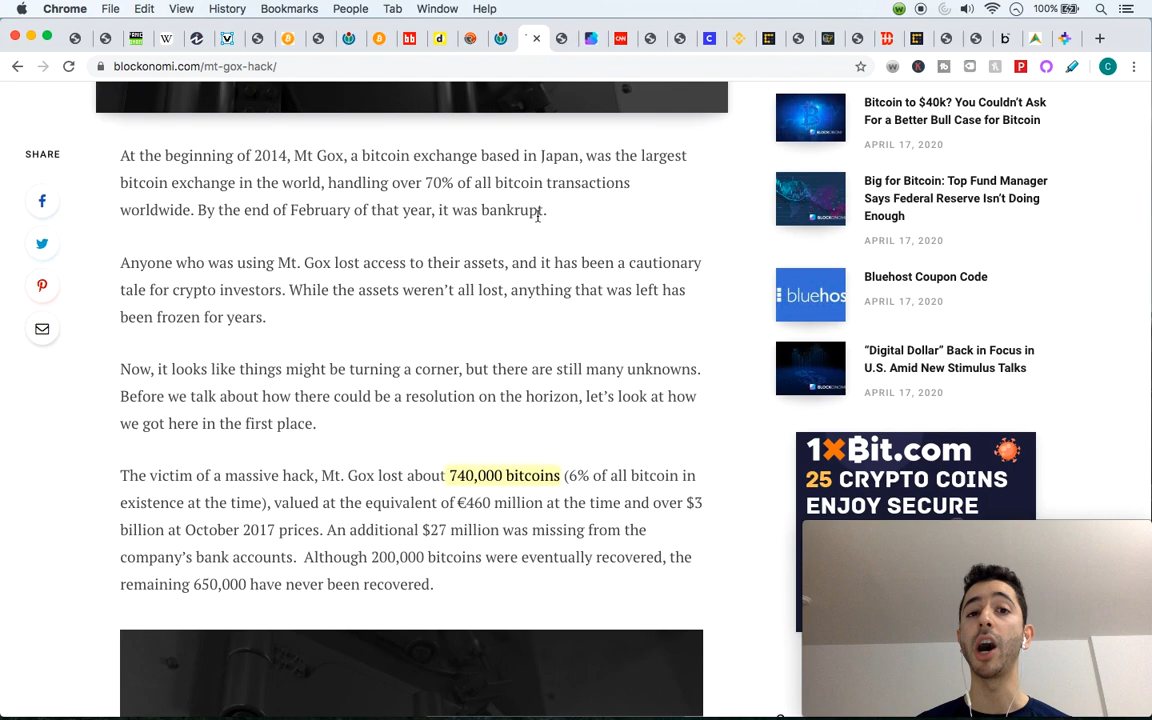 Chrome File Edit View History Bookmarks People Tab Window Help 100%
blockonomi.com/mt-gox-hack/
SHARE
At the beginning of 2014, Mt Gox, a bitcoin exchange based in Japan, was the largest
bitcoin exchange in the world, handling over 70% of all bitcoin transactions
worldwide. By the end of February of that year, it was bankrupt.
Anyone who was using Mt. Gox lost access to their assets, and it has been a cautionary
tale for crypto investors. While the assets weren't all lost, anything that was left has
been frozen for years.
Now, it looks like things might be turning a corner, but there are still many unknowns.
Before we talk about how there could be a resolution on the horizon, let's look at how
we got here in the first place.
The victim of a massive hack, Mt. Gox lost about 740,000 bitcoins (6% of all bitcoin in
existence at the time), valued at the equivalent of €460 million at the time and over $3
billion at October 2017 prices. An additional $27 million was missing from the
company's bank accounts. Although 200,000 bitcoins were eventually recovered, the
remaining 650,000 have never been recovered.
Bitcoin to $40k? You Couldn't Ask
For a Better Bull Case for Bitcoin
APRIL 17, 2020
Big for Bitcoin: Top Fund Manager
Says Federal Reserve Isn't Doing
Enough
APRIL 17, 2020
bluehos
Bluehost Coupon Code
APRIL 17, 2020
"Digital Dollar" Back in Focus in
U.S. Amid New Stimulus Talks
APRIL 17, 2020
1xBit.com
25 CRYPTO COINS
ENJOY SECURE